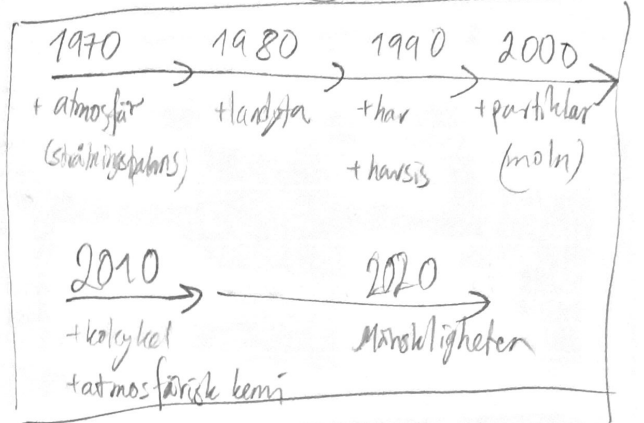 1970 1980 1990 2000
+ atmosfär +landyta +hav +partiklar
(strålningsbalans) +havsis (moln)
2010 2020
+kolcykel Mänskligheten
+atmosfärisk kemi